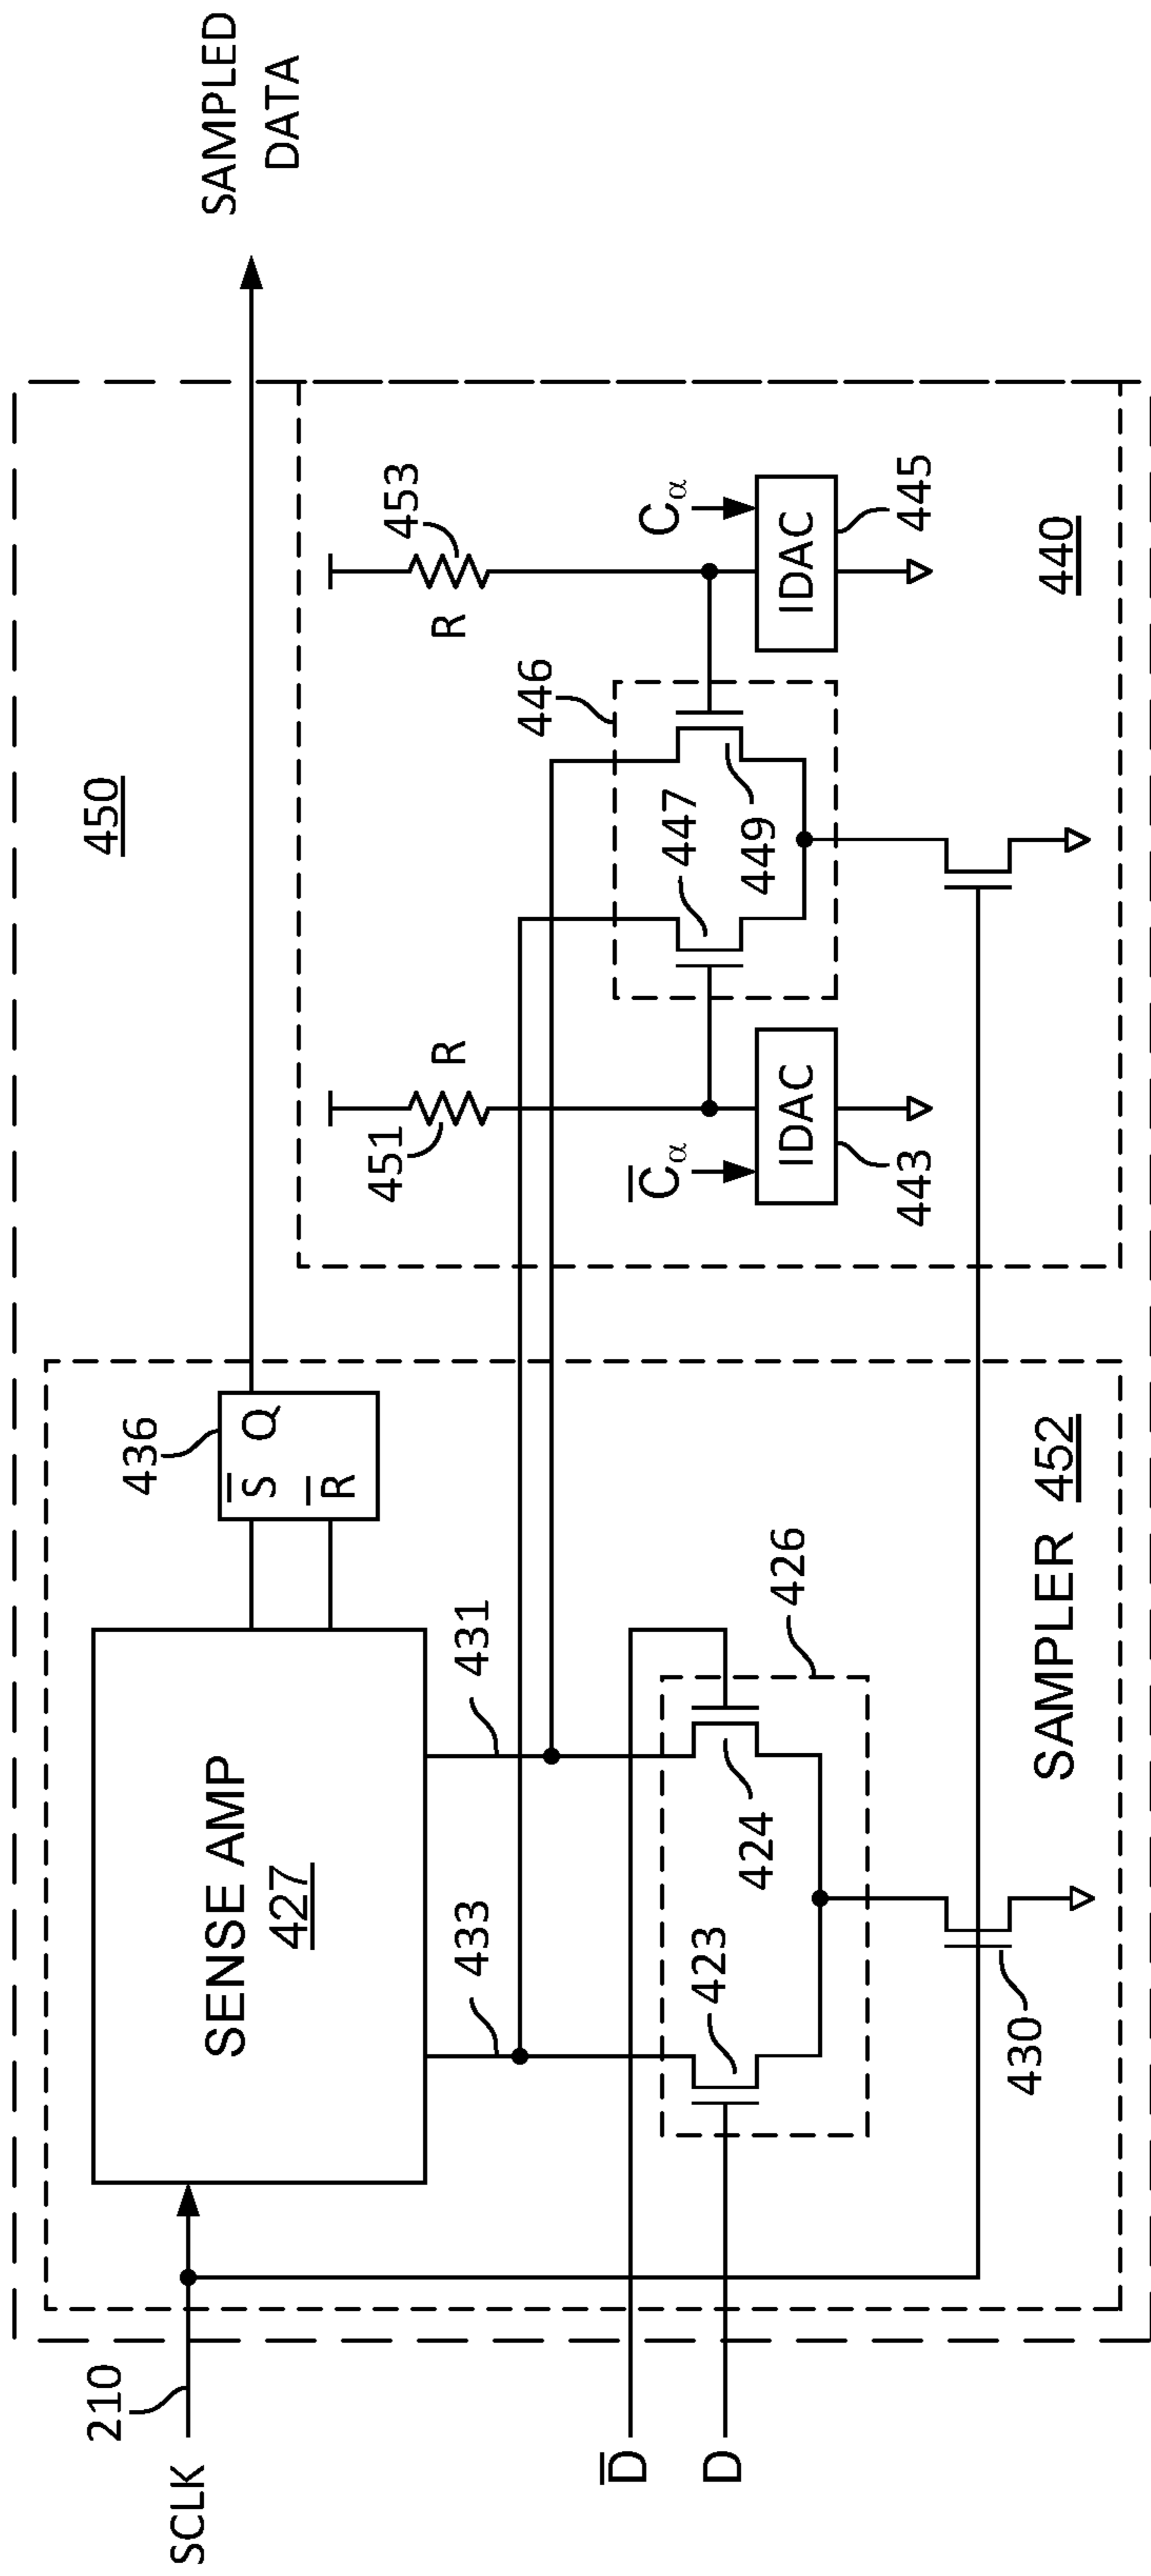 SAMPLED
DATA
450
436
S̅ Q
R̅
SENSE AMP
427
433
431
210
SCLK
D̅
D
423
424
426
430
SAMPLER 452
451
R
R
453
446
447
449
C̅α
Cα
IDAC
IDAC
443
445
440